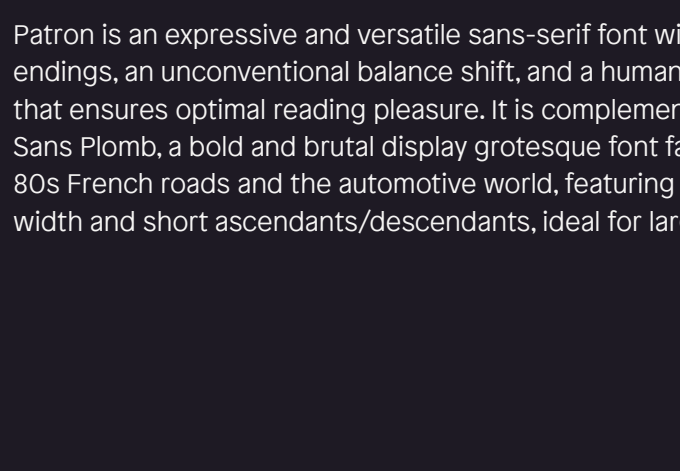 Patron is an expressive and versatile sans-serif font wi
endings, an unconventional balance shift, and a human
that ensures optimal reading pleasure. It is complemen
Sans Plomb, a bold and brutal display grotesque font fa
80s French roads and the automotive world, featuring
width and short ascendants/descendants, ideal for lar